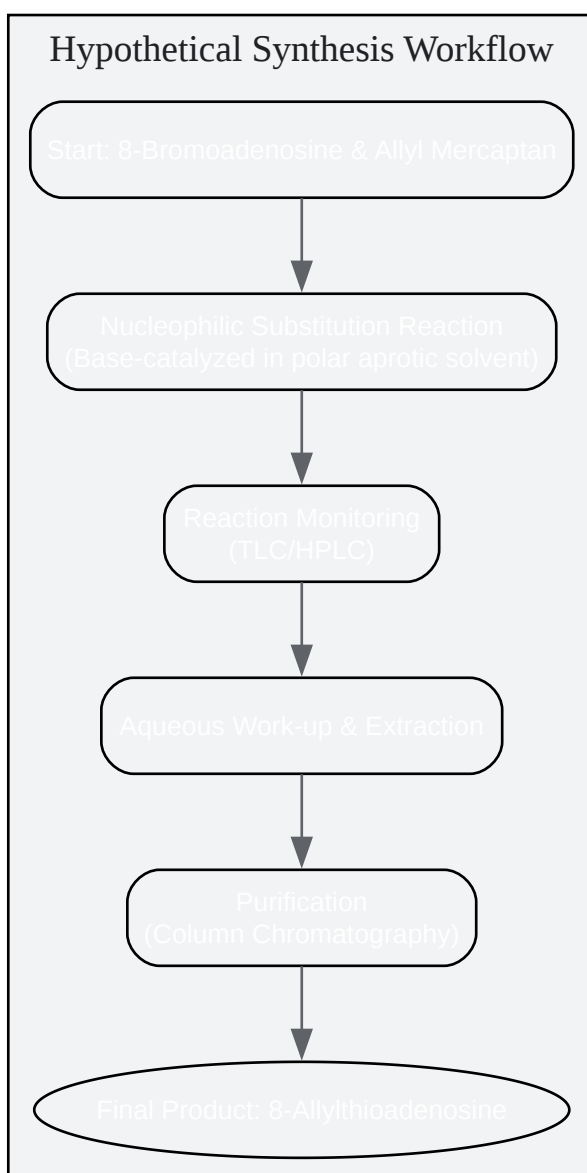 Hypothetical Synthesis Workflow
Start: 8-Bromoadenosine & Allyl Mercaptan
Nucleophilic Substitution Reaction
(Base-catalyzed in polar aprotic solvent)
Reaction Monitoring
(TLC/HPLC)
Aqueous Work-up & Extraction
Purification
(Column Chromatography)
Final Product: 8-Allylthioadenosine